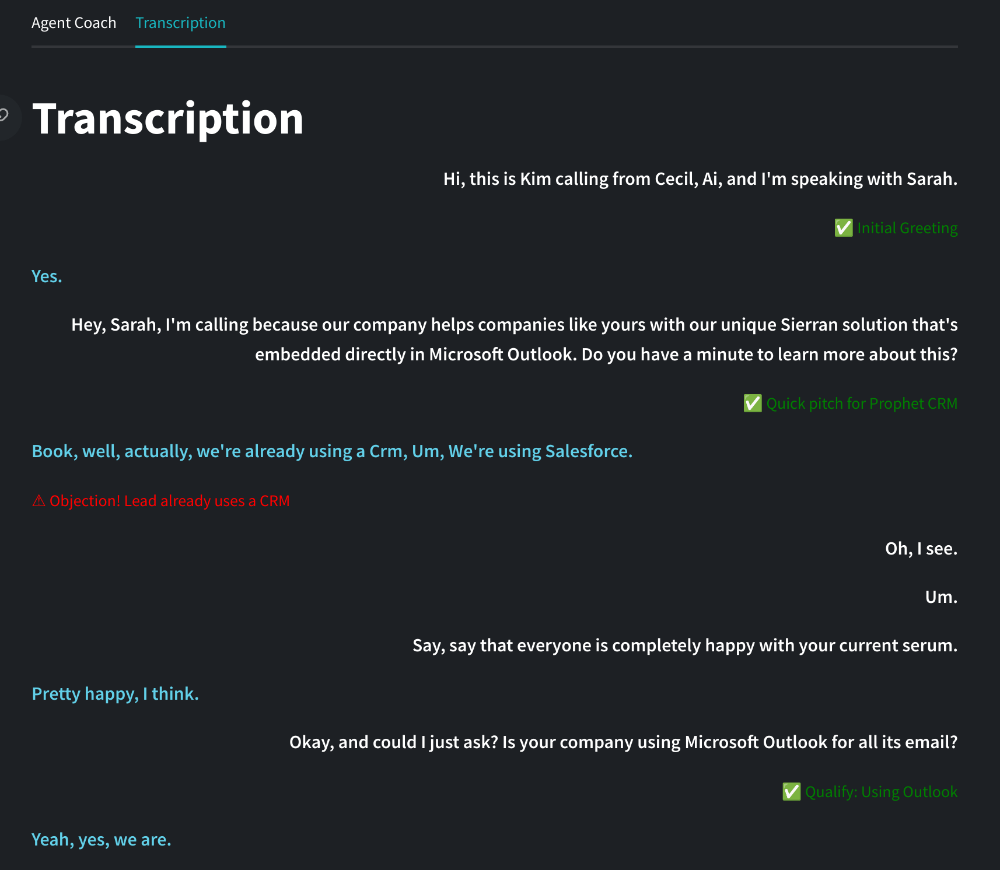 Agent Coach Transcription
Transcription
Hi, this is Kim calling from Cecil, Ai, and I'm speaking with Sarah.
✅ Initial Greeting
Yes.
Hey, Sarah, I'm calling because our company helps companies like yours with our unique Sierran solution that's
embedded directly in Microsoft Outlook. Do you have a minute to learn more about this?
✅ Quick pitch for Prophet CRM
Book, well, actually, we're already using a Crm, Um, We're using Salesforce.
⚠ Objection! Lead already uses a CRM
Oh, I see.
Um.
Say, say that everyone is completely happy with your current serum.
Pretty happy, I think.
Okay, and could I just ask? Is your company using Microsoft Outlook for all its email?
✅ Qualify: Using Outlook
Yeah, yes, we are.